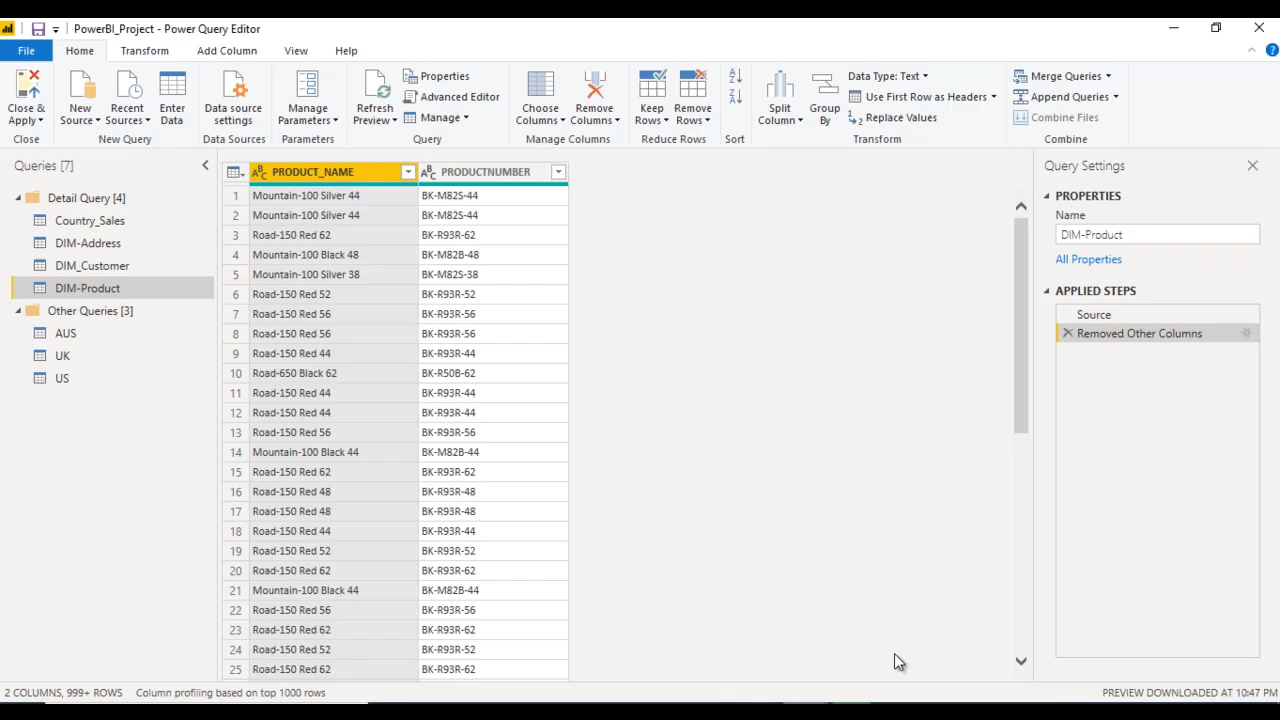 PowerBI_Project - Power Query Editor
File Home Transform Add Column View Help
Close & Apply
New Source
Recent Sources
Enter Data
Data source settings
Manage Parameters
Refresh Preview
Properties
Advanced Editor
Manage
Choose Columns
Remove Columns
Keep Rows
Remove Rows
Split Column
Group By
Data Type: Text
Use First Row as Headers
Replace Values
Merge Queries
Append Queries
Combine Files
Close New Query Data Sources Parameters Query Manage Columns Reduce Rows Sort Transform Combine
Queries [7]
Detail Query [4]
Country_Sales
DIM-Address
DIM_Customer
DIM-Product
Other Queries [3]
AUS
UK
US
PRODUCT_NAME PRODUCTNUMBER
1 Mountain-100 Silver 44 BK-M82S-44
2 Mountain-100 Silver 44 BK-M82S-44
3 Road-150 Red 62 BK-R93R-62
4 Mountain-100 Black 48 BK-M82B-48
5 Mountain-100 Silver 38 BK-M82S-38
6 Road-150 Red 52 BK-R93R-52
7 Road-150 Red 56 BK-R93R-56
8 Road-150 Red 56 BK-R93R-56
9 Road-150 Red 44 BK-R93R-44
10 Road-650 Black 62 BK-R50B-62
11 Road-150 Red 44 BK-R93R-44
12 Road-150 Red 44 BK-R93R-44
13 Road-150 Red 56 BK-R93R-56
14 Mountain-100 Black 44 BK-M82B-44
15 Road-150 Red 62 BK-R93R-62
16 Road-150 Red 48 BK-R93R-48
17 Road-150 Red 48 BK-R93R-48
18 Road-150 Red 44 BK-R93R-44
19 Road-150 Red 52 BK-R93R-52
20 Road-150 Red 62 BK-R93R-62
21 Mountain-100 Black 44 BK-M82B-44
22 Road-150 Red 56 BK-R93R-56
23 Road-150 Red 62 BK-R93R-62
24 Road-150 Red 52 BK-R93R-52
25 Road-150 Red 62 BK-R93R-62
Query Settings
PROPERTIES
Name
DIM-Product
All Properties
APPLIED STEPS
Source
Removed Other Columns
2 COLUMNS, 999+ ROWS Column profiling based on top 1000 rows PREVIEW DOWNLOADED AT 10:47 PM